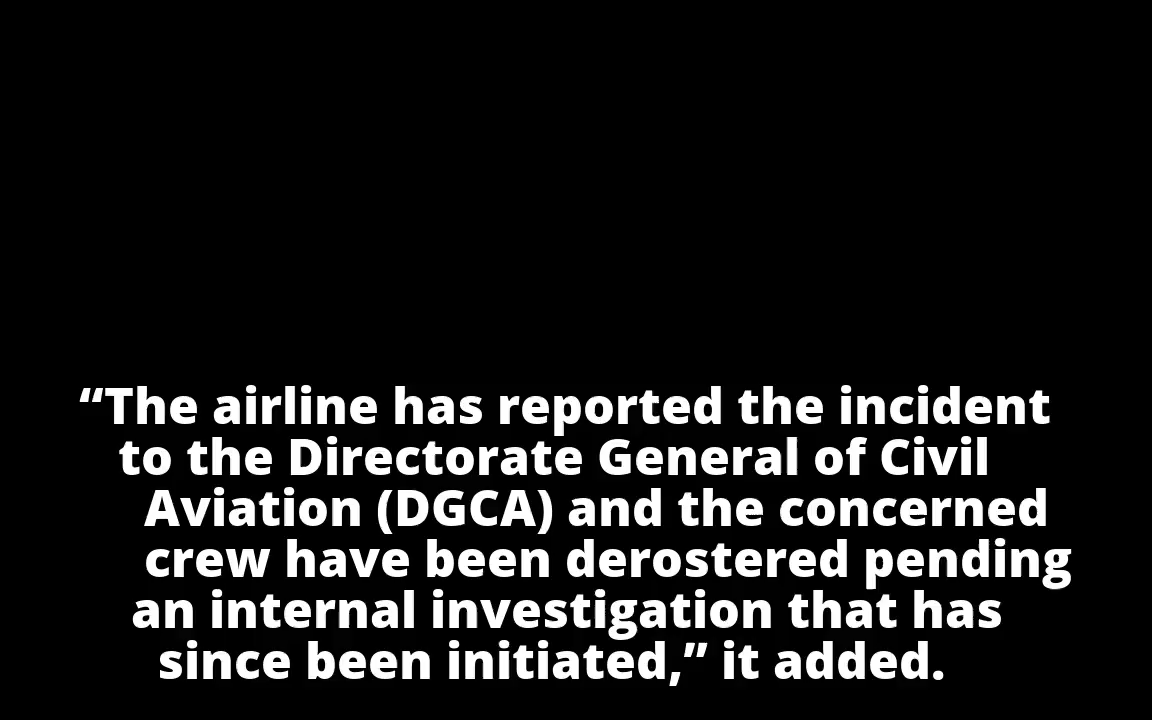 “The airline has reported the incident
to the Directorate General of Civil
Aviation (DGCA) and the concerned
crew have been derostered pending
an internal investigation that has
since been initiated,” it added.